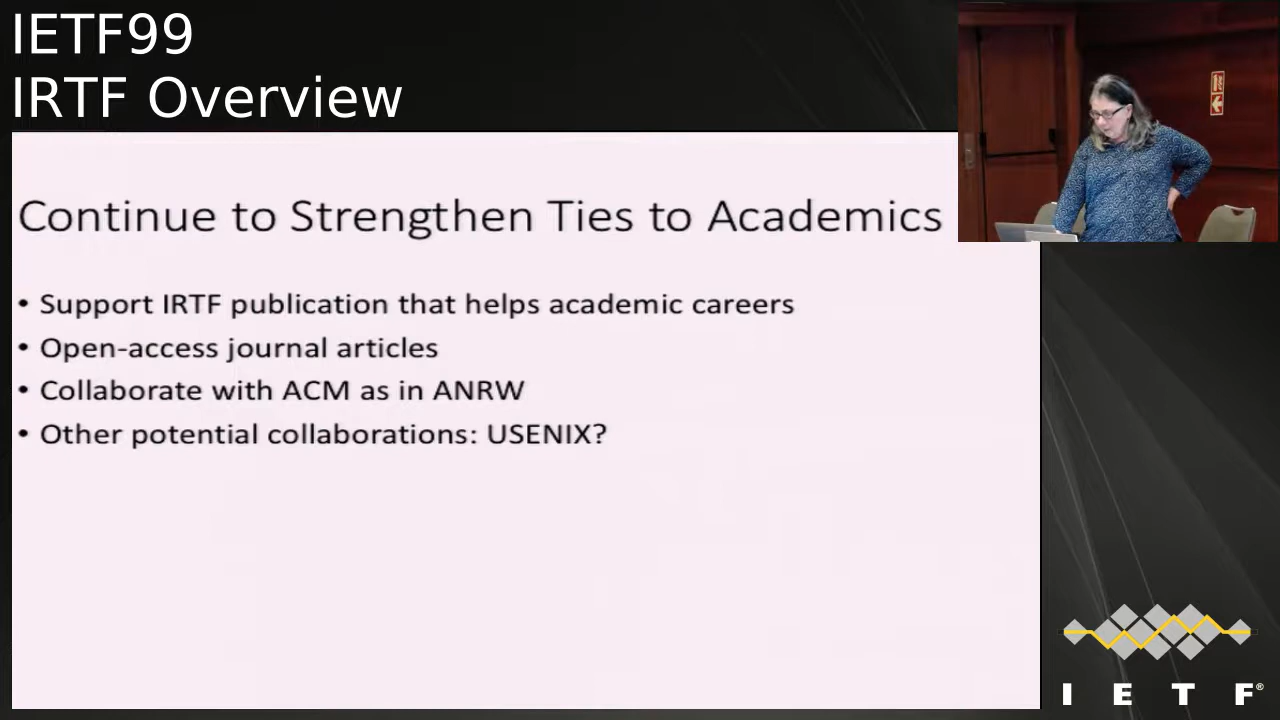 IETF99
IRTF Overview
Continue to Strengthen Ties to Academics
• Support IRTF publication that helps academic careers
• Open-access journal articles
• Collaborate with ACM as in ANRW
• Other potential collaborations: USENIX?
I E T F®